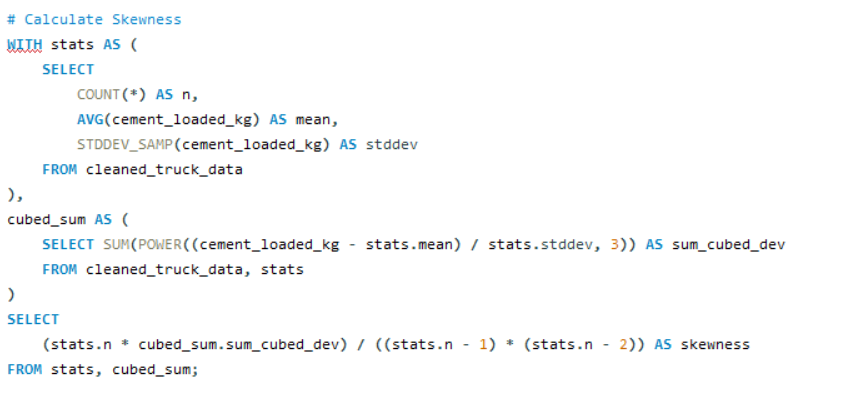 # Calculate Skewness
WITH stats AS (
    SELECT
        COUNT(*) AS n,
        AVG(cement_loaded_kg) AS mean,
        STDDEV_SAMP(cement_loaded_kg) AS stddev
    FROM cleaned_truck_data
),
cubed_sum AS (
    SELECT SUM(POWER((cement_loaded_kg - stats.mean) / stats.stddev, 3)) AS sum_cubed_dev
    FROM cleaned_truck_data, stats
)
SELECT
    (stats.n * cubed_sum.sum_cubed_dev) / ((stats.n - 1) * (stats.n - 2)) AS skewness
FROM stats, cubed_sum;